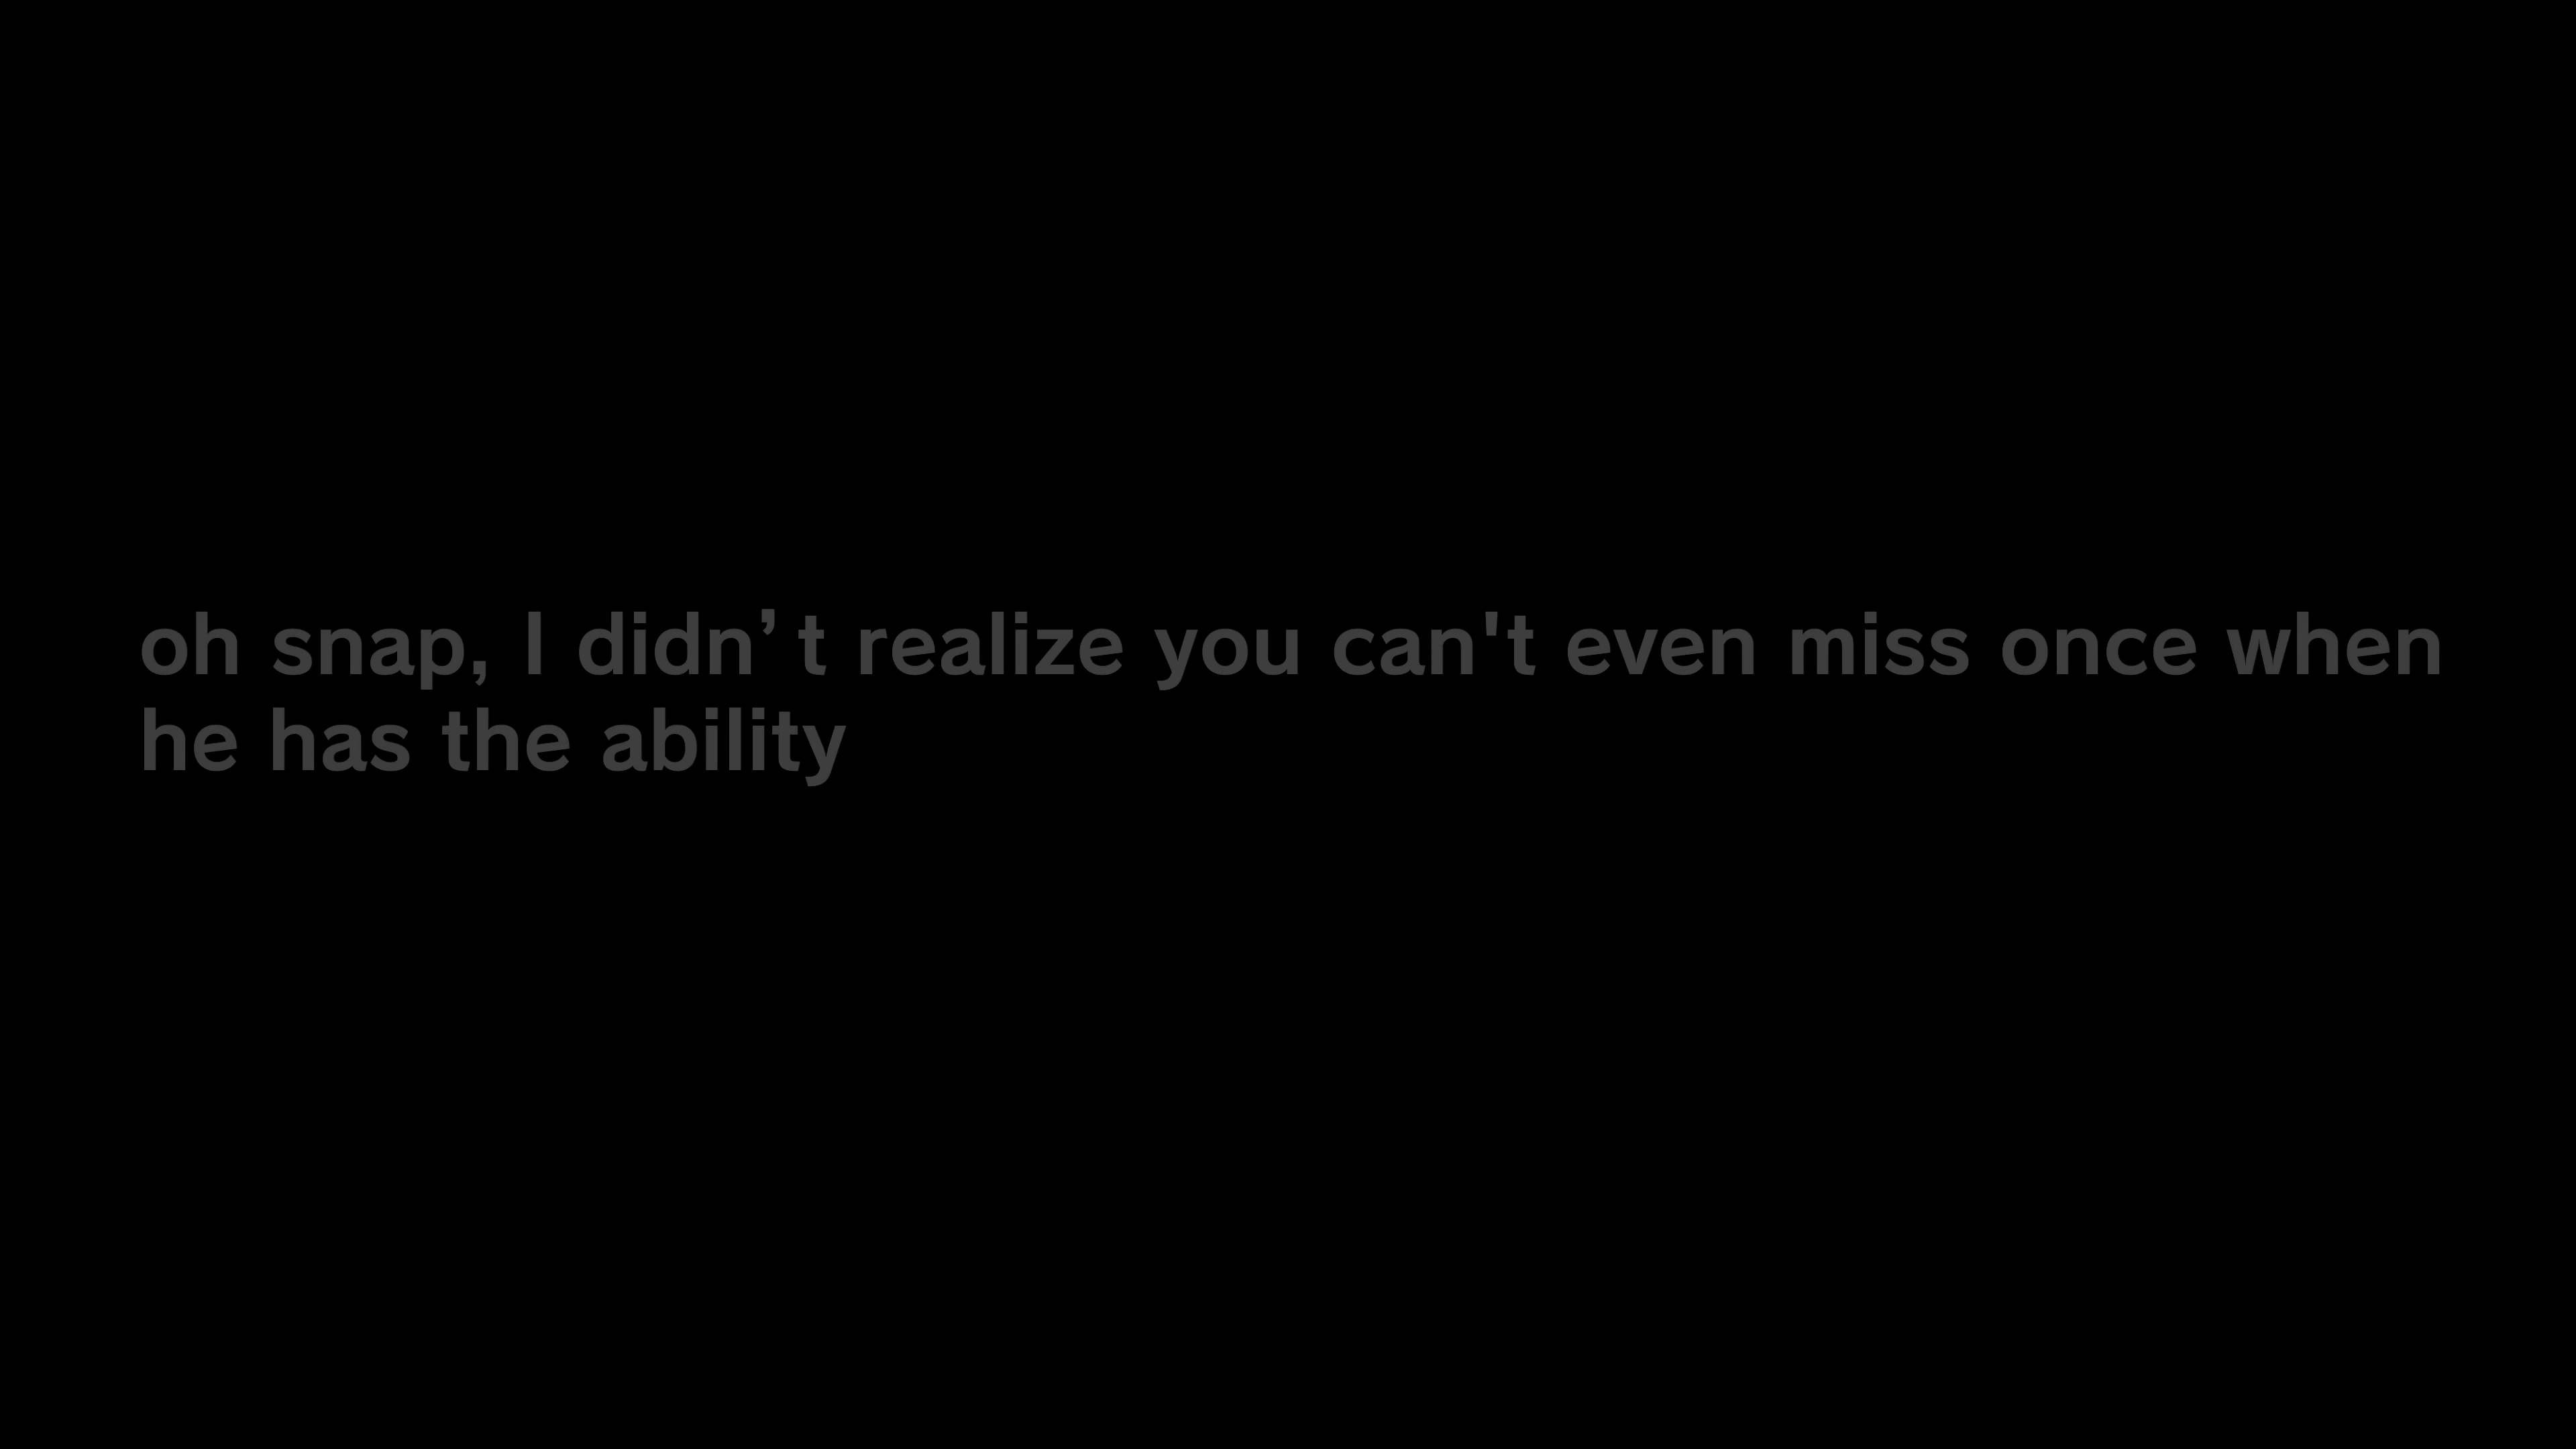 oh snap, I didn’t realize you can't even miss once when
he has the ability